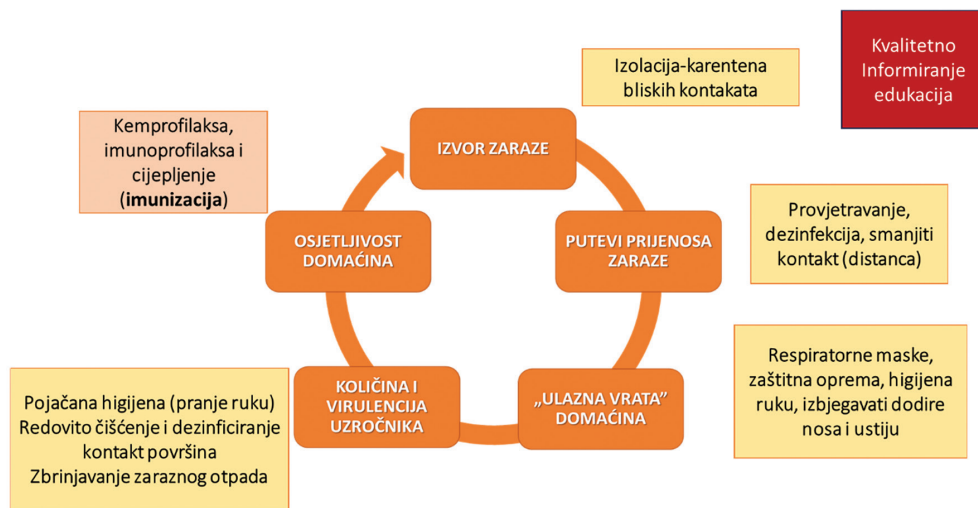 Kvalitetno
Informiranje
edukacija
Izolacija-karentena
bliskih kontakata
Kemprofilaksa,
imunoprofilaksa i
cijepljenje
(imunizacija)
IZVOR ZARAZE
OSJETLJIVOST
DOMAĆINA
PUTEVI PRIJENOSA
ZARAZE
Provjetravanje,
dezinfekcija, smanjiti
kontakt (distanca)
KOLIČINA I
VIRULENCIJA
UZROČNIKA
„ULAZNA VRATA”
DOMAĆINA
Respiratorne maske,
zaštitna oprema, higijena
ruku, izbjegavati dodire
nosa i ustiju
Pojačana higijena (pranje ruku)
Redovito čišćenje i dezinficiranje
kontakt površina
Zbrinjavanje zaraznog otpada